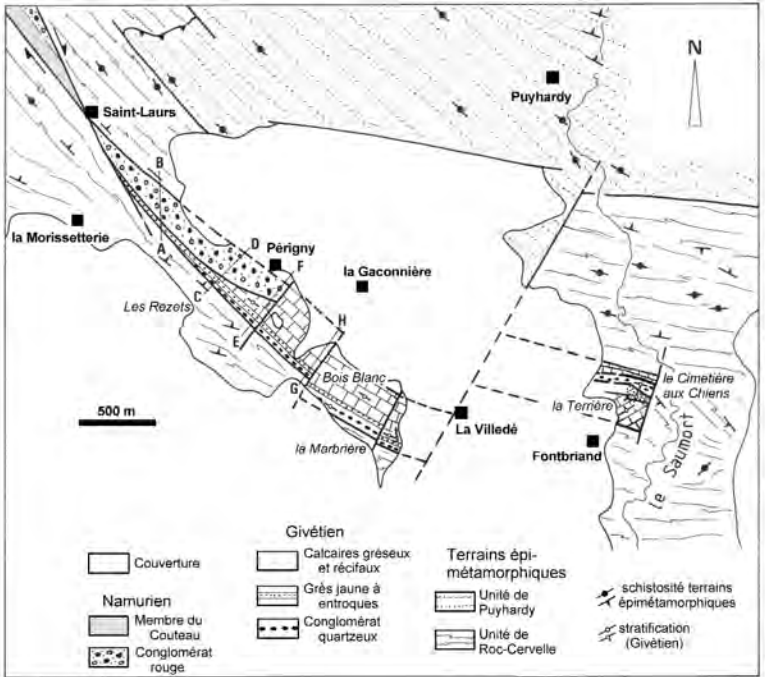 N
Puyhardy
Saint-Laurs
B
la Morissetterie
A
D
Périgny
F
la Gaconnière
C
Les Rezets
H
E
Bois Blanc
G
le Cimetière
aux Chiens
la Terrière
500 m
La Villedé
la Marbrière
Fontbriand
le Saumort
Couverture
Namurien
Membre du
Couteau
Conglomérat
rouge
Givétien
Calcaires gréseux
et récifaux
Grès jaune à
entroques
Conglomérat
quartzeux
Terrains épi-
métamorphiques
Unité de
Puyhardy
Unité de
Roc-Cervelle
schistosité terrains
épimétamorphiques
stratification
(Givétien)